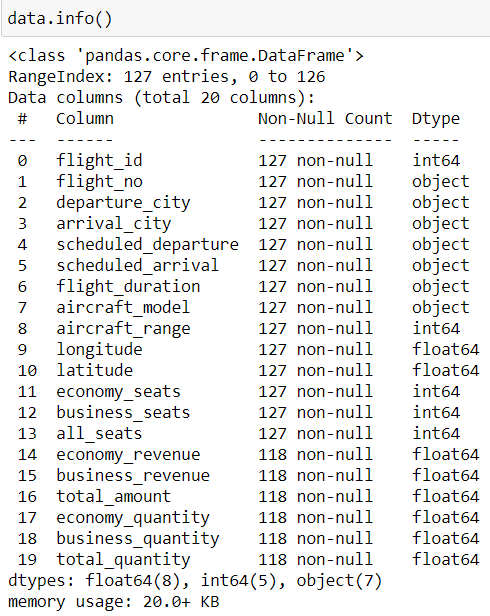 data.info()
<class 'pandas.core.frame.DataFrame'>
RangeIndex: 127 entries, 0 to 126
Data columns (total 20 columns):
 #   Column               Non-Null Count  Dtype
---  ------               --------------  -----
 0   flight_id            127 non-null    int64
 1   flight_no            127 non-null    object
 2   departure_city       127 non-null    object
 3   arrival_city         127 non-null    object
 4   scheduled_departure  127 non-null    object
 5   scheduled_arrival    127 non-null    object
 6   flight_duration      127 non-null    object
 7   aircraft_model       127 non-null    object
 8   aircraft_range       127 non-null    int64
 9   longitude            127 non-null    float64
 10  latitude             127 non-null    float64
 11  economy_seats        127 non-null    int64
 12  business_seats       127 non-null    int64
 13  all_seats            127 non-null    int64
 14  economy_revenue      118 non-null    float64
 15  business_revenue     118 non-null    float64
 16  total_amount         118 non-null    float64
 17  economy_quantity     118 non-null    float64
 18  business_quantity    118 non-null    float64
 19  total_quantity       118 non-null    float64
dtypes: float64(8), int64(5), object(7)
memory usage: 20.0+ KB